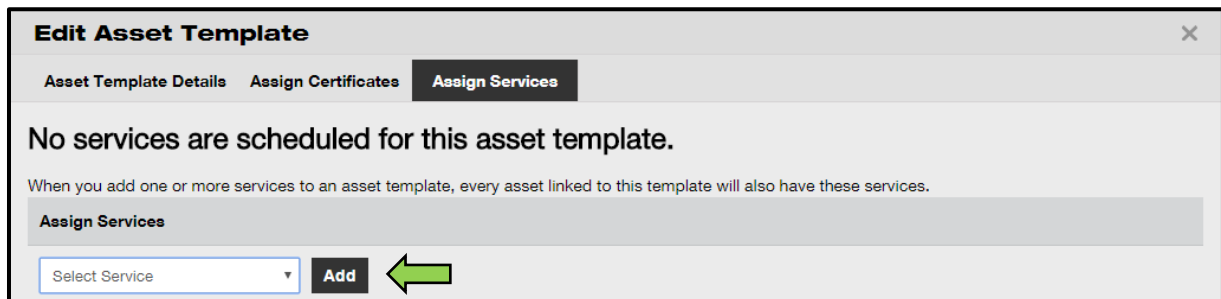 Edit Asset Template
Asset Template Details Assign Certificates Assign Services
No services are scheduled for this asset template.
When you add one or more services to an asset template, every asset linked to this template will also have these services.
Assign Services
Select Service Add